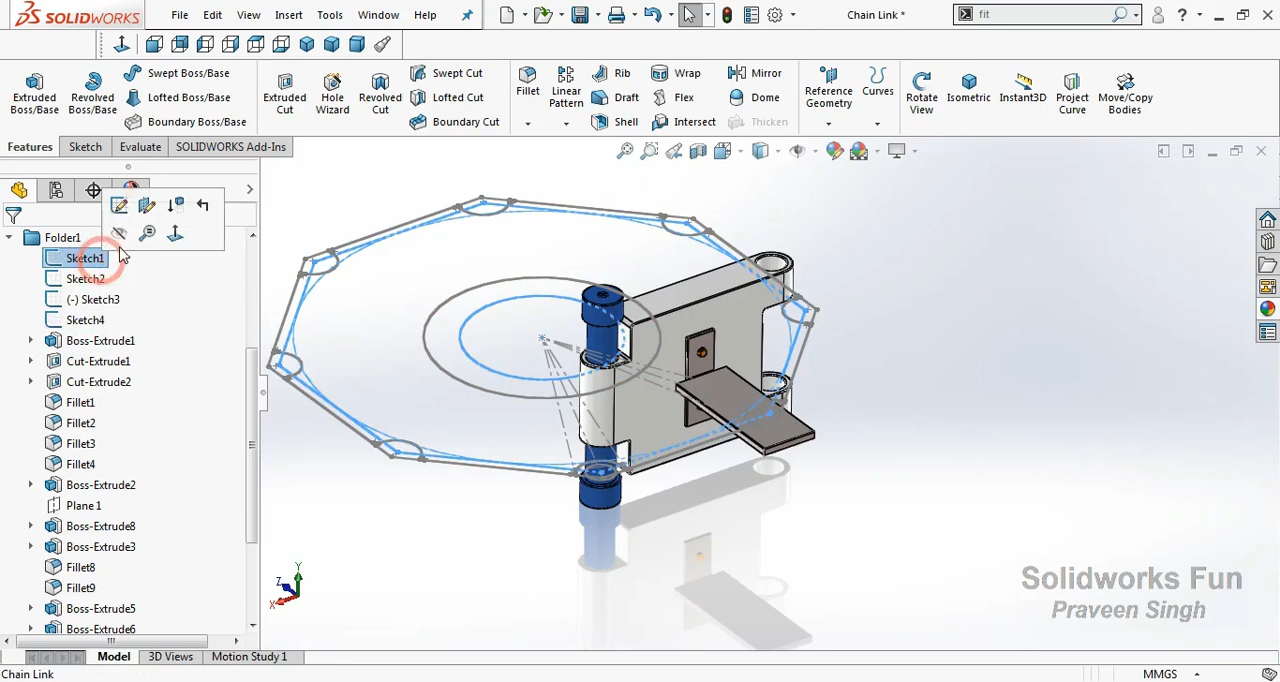 DS SOLIDWORKS
File Edit View Insert Tools Window Help
Chain Link *
fit
Extruded Boss/Base
Revolved Boss/Base
Swept Boss/Base
Lofted Boss/Base
Boundary Boss/Base
Extruded Cut
Hole Wizard
Revolved Cut
Swept Cut
Lofted Cut
Boundary Cut
Fillet
Linear Pattern
Rib
Draft
Shell
Wrap
Flex
Intersect
Mirror
Dome
Thicken
Reference Geometry
Curves
Rotate View
Isometric
Instant3D
Project Curve
Move/Copy Bodies
Features Sketch Evaluate SOLIDWORKS Add-Ins
Folder1
Sketch1
Sketch2
(-) Sketch3
Sketch4
Boss-Extrude1
Cut-Extrude1
Cut-Extrude2
Fillet1
Fillet2
Fillet3
Fillet4
Boss-Extrude2
Plane 1
Boss-Extrude8
Boss-Extrude3
Fillet8
Fillet9
Boss-Extrude5
Boss-Extrude6
Y
Z
X
Solidworks Fun
Praveen Singh
Model 3D Views Motion Study 1
Chain Link
MMGS